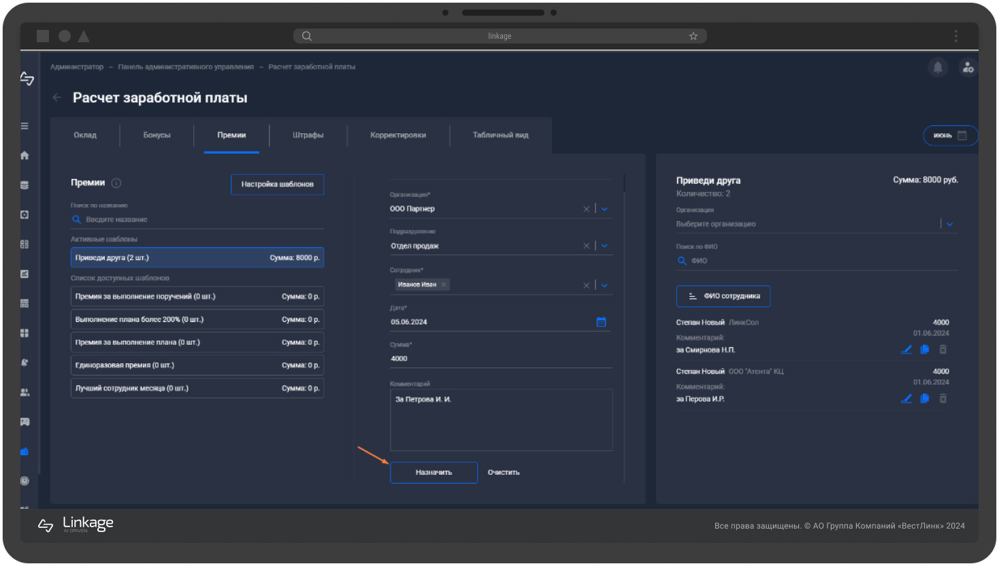 linkage
Администратор – Панель административного управления – Расчет заработной платы
Расчет заработной платы
Оклад
Бонусы
Премии
Штрафы
Корректировки
Табличный вид
июнь
Премии
Настройка шаблонов
Поиск по названию
Введите название
Активные шаблоны
Приведи друга (2 шт.) Сумма: 8000 р.
Список доступных шаблонов
Премия за выполнение поручений (0 шт.) Сумма: 0 р.
Выполнение плана более 200% (0 шт.) Сумма: 0 р.
Премия за выполнение плана (0 шт.) Сумма: 0 р.
Единоразовая премия (0 шт.) Сумма: 0 р.
Лучший сотрудник месяца (0 шт.) Сумма: 0 р.
Организация*
ООО Партнер
Подразделение
Отдел продаж
Сотрудник*
Иванов Иван
Дата*
05.06.2024
Сумма*
4000
Комментарий
За Петрова И. И.
Назначить
Очистить
Приведи друга Сумма: 8000 руб.
Количество: 2
Организация
Выберите организацию
Поиск по ФИО
ФИО
ФИО сотрудника
Степан Новый ЛинкСол 4000
01.06.2024
Комментарий:
за Смирнова Н.П.
Степан Новый ООО "Атента" КЦ 4000
01.06.2024
Комментарий:
за Перова И.Р.
Linkage
AI DRIVEN
Все права защищены. © АО Группа Компаний «ВестЛинк» 2024